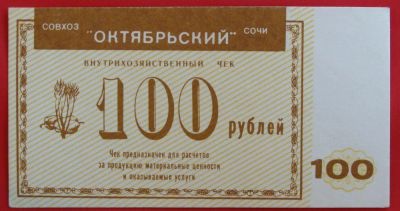 СОВХОЗ "ОКТЯБРЬСКИЙ" СОЧИ
ВНУТРИХОЗЯЙСТВЕННЫЙ ЧЕК
100 рублей
Чек предназначен для расчетов
за продукцию материальные ценности
и оказываемые услуги
100